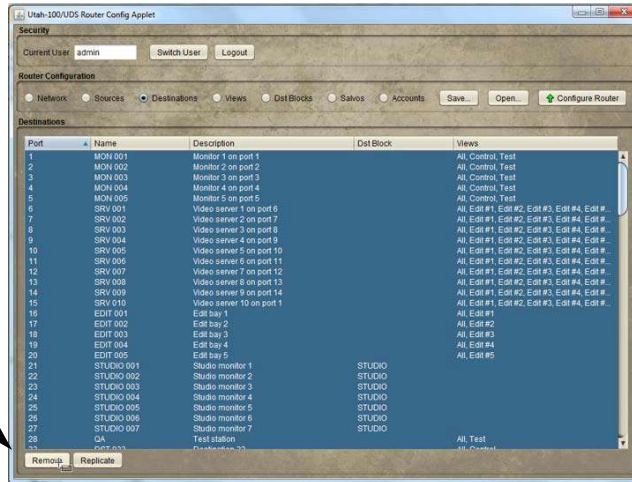 Utah-100/UDS Router Config Applet
Security
Current User admin Switch User Logout
Router Configuration
Network Sources Destinations Views Dst Blocks Salvos Accounts Save... Open... Configure Router
Destinations
Port Name Description Dst Block Views
1 MON 001 Monitor 1 on port 1 All, Control, Test
2 MON 002 Monitor 2 on port 2 All, Control, Test
3 MON 003 Monitor 3 on port 3 All, Control, Test
4 MON 004 Monitor 4 on port 4 All, Control, Test
5 MON 005 Monitor 5 on port 5 All, Control, Test
6 SRV 001 Video server 1 on port 6 All, Edit #1, Edit #2, Edit #3, Edit #4, Edit #...
7 SRV 002 Video server 2 on port 7 All, Edit #1, Edit #2, Edit #3, Edit #4, Edit #...
8 SRV 003 Video server 3 on port 8 All, Edit #1, Edit #2, Edit #3, Edit #4, Edit #...
9 SRV 004 Video server 4 on port 9 All, Edit #1, Edit #2, Edit #3, Edit #4, Edit #...
10 SRV 005 Video server 5 on port 10 All, Edit #1, Edit #2, Edit #3, Edit #4, Edit #...
11 SRV 006 Video server 6 on port 11 All, Edit #1, Edit #2, Edit #3, Edit #4, Edit #...
12 SRV 007 Video server 7 on port 12 All, Edit #1, Edit #2, Edit #3, Edit #4, Edit #...
13 SRV 008 Video server 8 on port 13 All, Edit #1, Edit #2, Edit #3, Edit #4, Edit #...
14 SRV 009 Video server 9 on port 14 All, Edit #1, Edit #2, Edit #3, Edit #4, Edit #...
15 SRV 010 Video server 10 on port 1 All, Edit #1, Edit #2, Edit #3, Edit #4, Edit #...
16 EDIT 001 Edit bay 1 All, Edit #1
17 EDIT 002 Edit bay 2 All, Edit #2
18 EDIT 003 Edit bay 3 All, Edit #3
19 EDIT 004 Edit bay 4 All, Edit #4
20 EDIT 005 Edit bay 5 All, Edit #5
21 STUDIO 001 Studio monitor 1 STUDIO
22 STUDIO 002 Studio monitor 2 STUDIO
23 STUDIO 003 Studio monitor 3 STUDIO
24 STUDIO 004 Studio monitor 4 STUDIO
25 STUDIO 005 Studio monitor 5 STUDIO
26 STUDIO 006 Studio monitor 6 STUDIO
27 STUDIO 007 Studio monitor 7 STUDIO
28 QA Test station All, Test
Remove Replicate